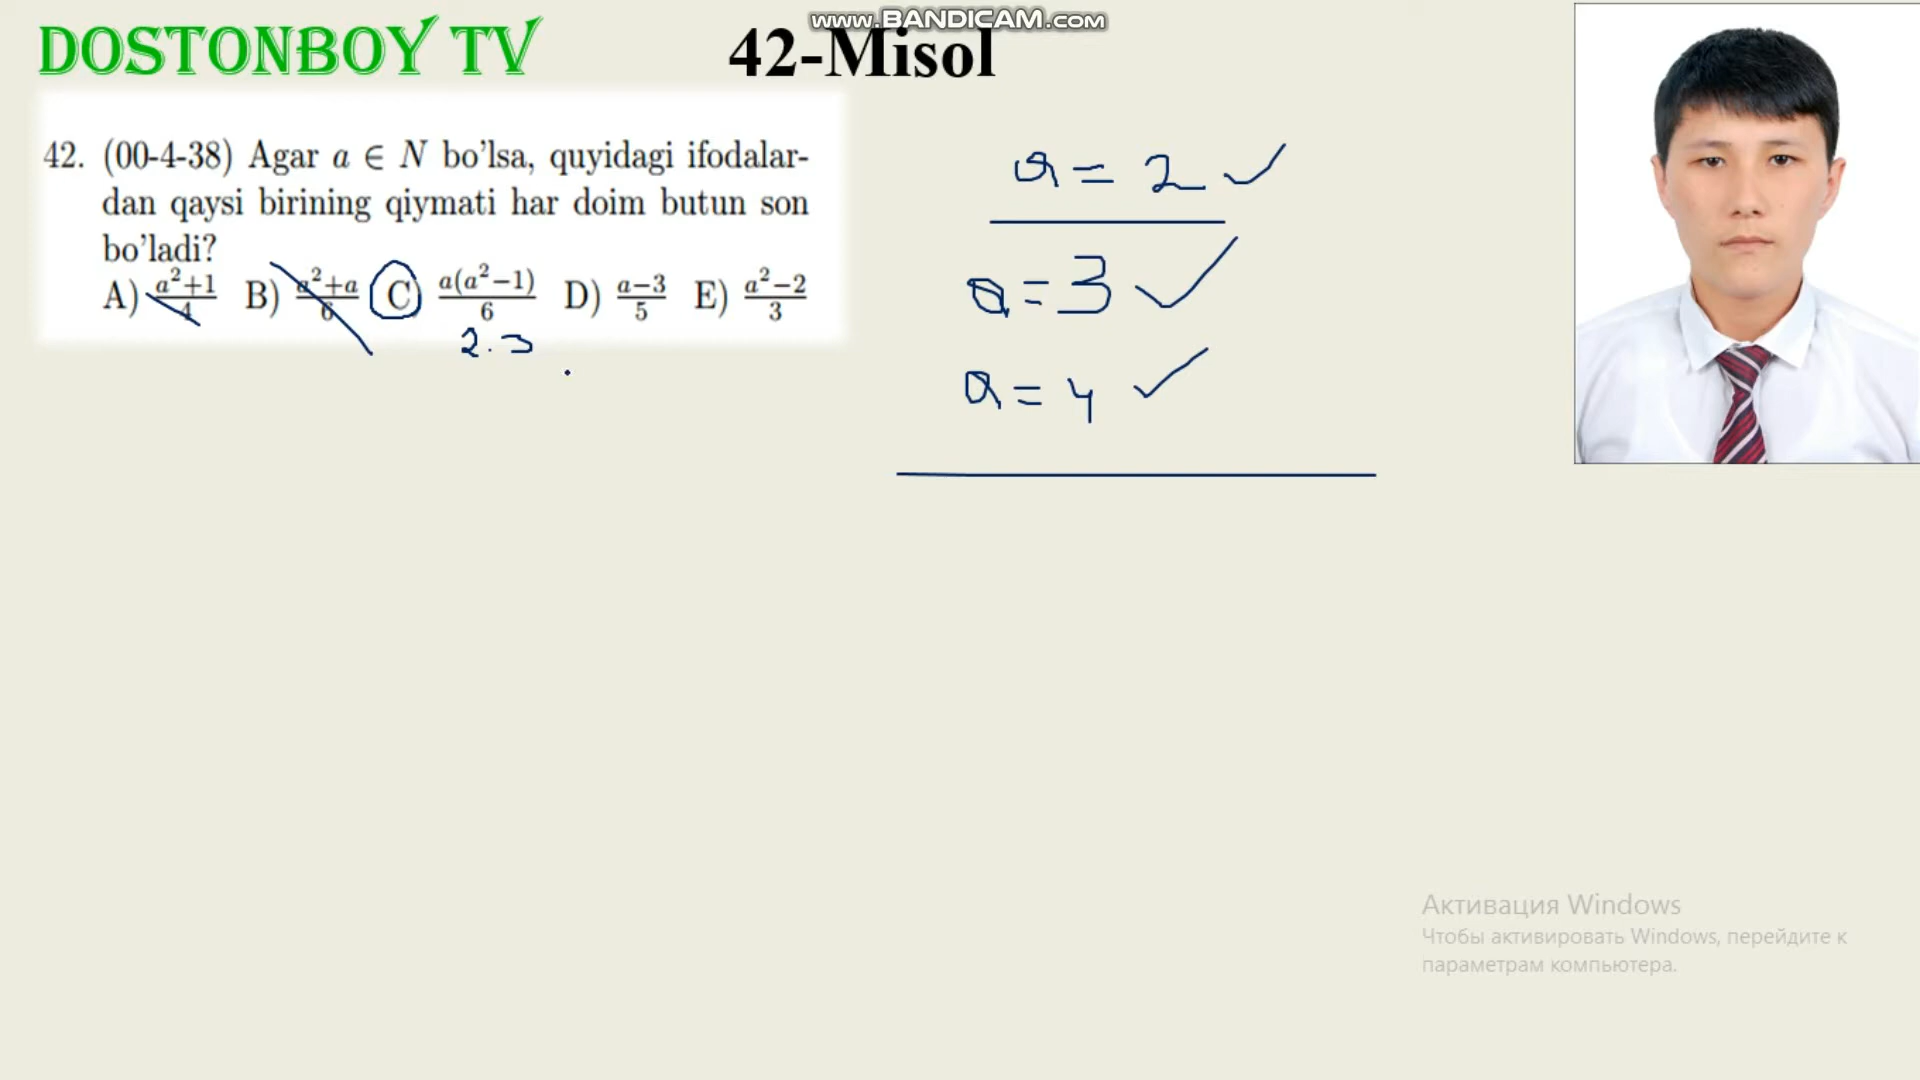 www.BANDICAM.com
DOSTONBOY TV
42-Misol
42. (00-4-38) Agar a ∈ N bo'lsa, quyidagi ifodalar-
dan qaysi birining qiymati har doim butun son
bo'ladi?
A) a²+1/4 B) a²+a/6 C) a(a²−1)/6 D) a−3/5 E) a²−2/3
2·3
a = 2 ✓
a = 3 ✓
a = 4 ✓
Активация Windows
Чтобы активировать Windows, перейдите к
параметрам компьютера.